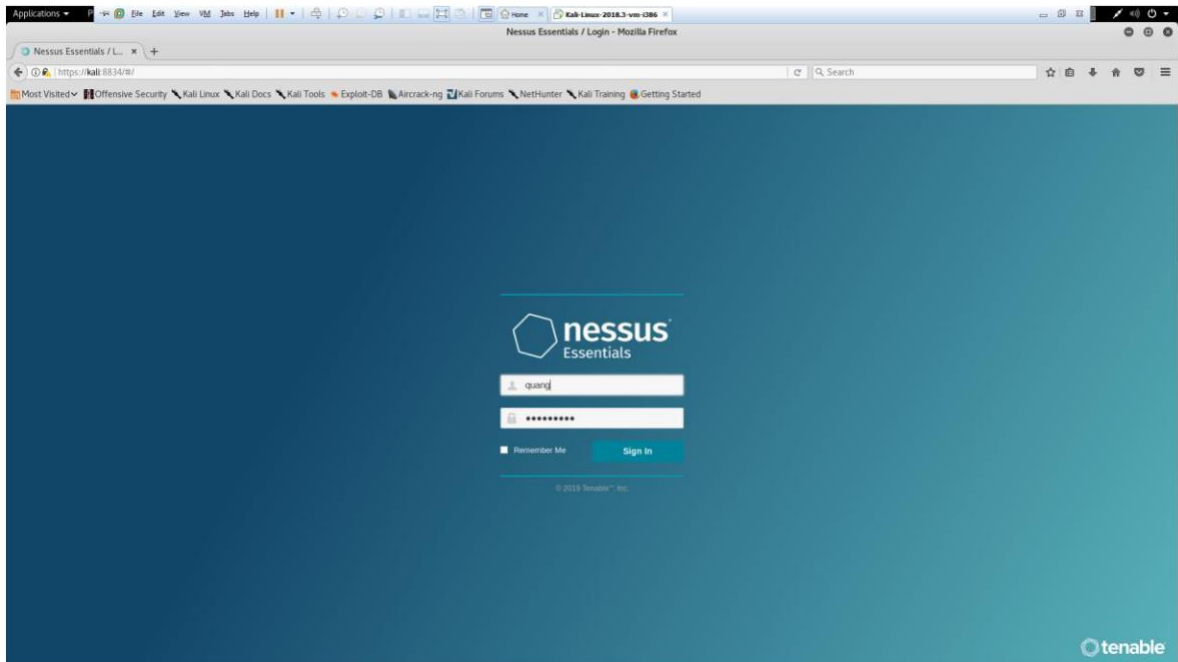 Applications File Edit View VM Tabs Help Home Kali-Linux-2018.3-vm-i386
Nessus Essentials / Login - Mozilla Firefox
Nessus Essentials / L...
https://kali:8834/#/ Search
Most Visited Offensive Security Kali Linux Kali Docs Kali Tools Exploit-DB Aircrack-ng Kali Forums NetHunter Kali Training Getting Started
nessus
Essentials
quang
•••••••••
Remember Me Sign In
© 2019 Tenable™, Inc.
tenable